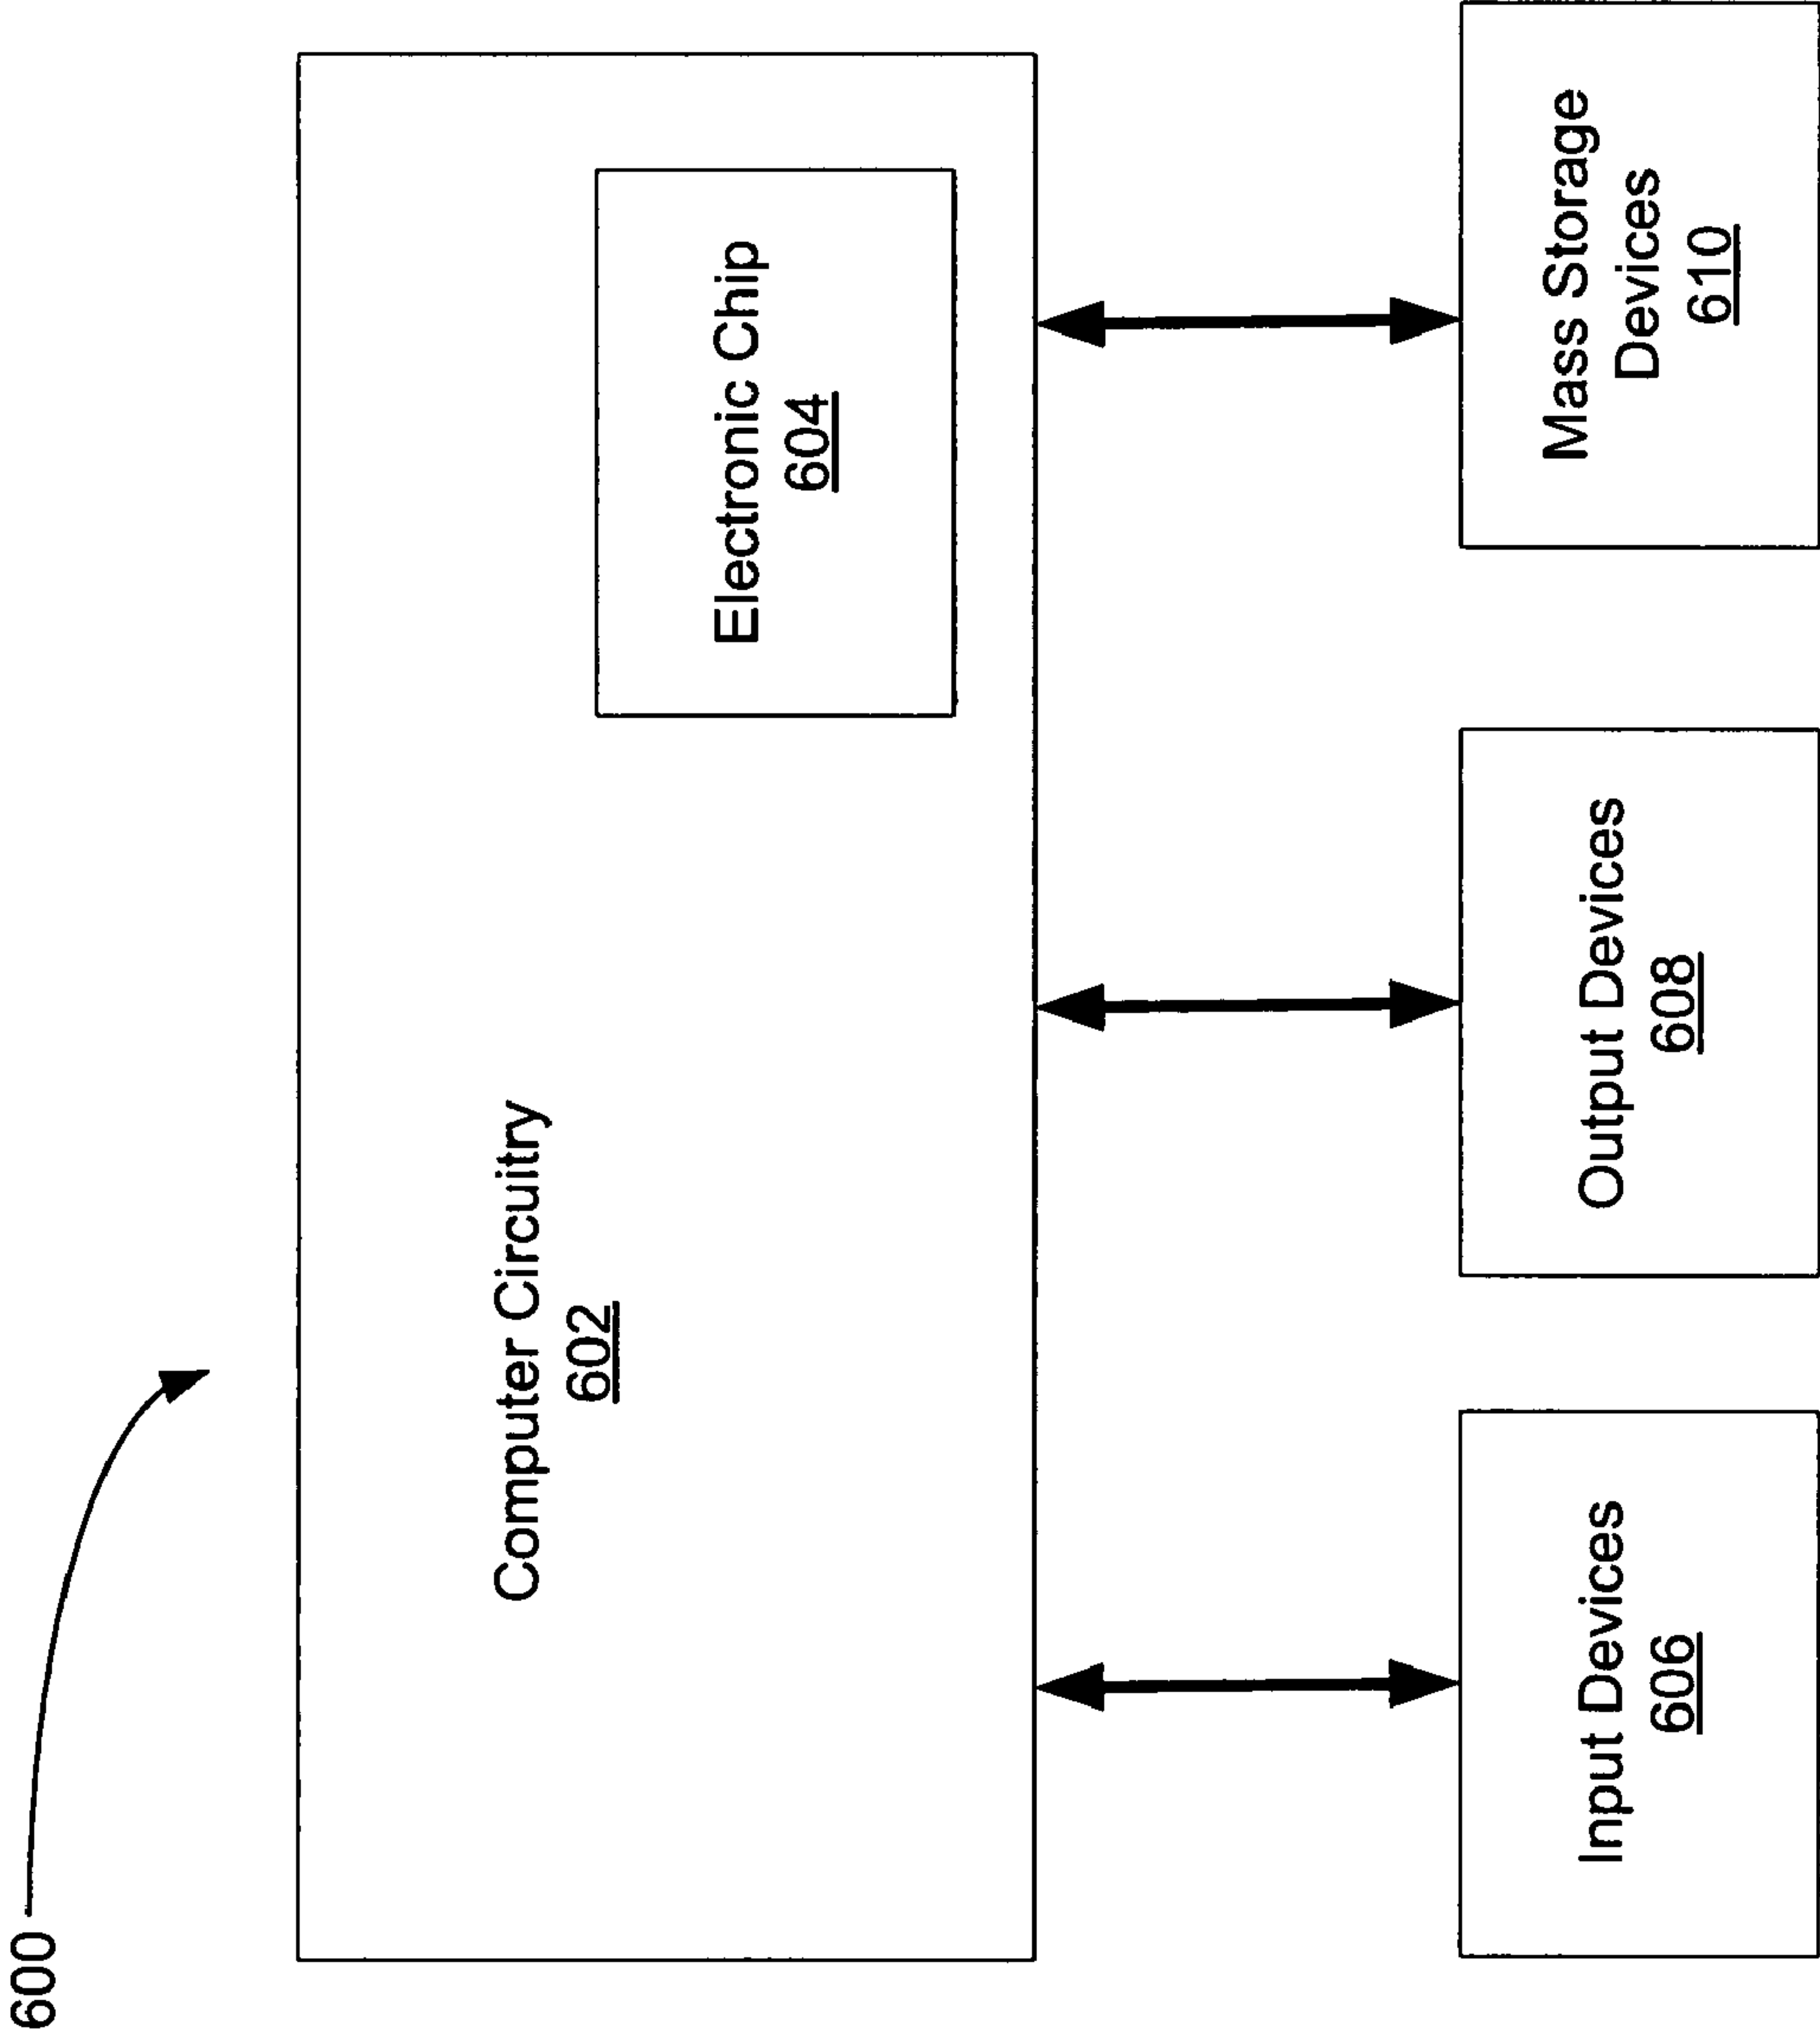 600
Computer Circuitry
602
Electronic Chip
604
Input Devices
606
Output Devices
608
Mass Storage
Devices
610